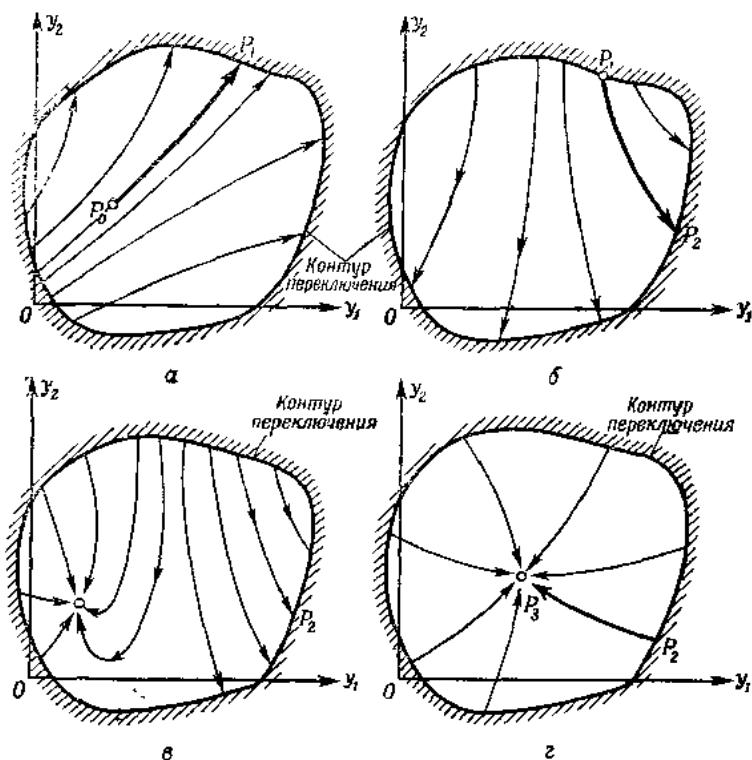 y₂
P₁
P₀
Контур
переключения
0
y₁
а
y₂
P₁
P₂
0
y₁
б
y₂
Контур
переключения
P₂
0
y₁
в
y₂
Контур
переключения
P₃
P₂
0
y₁
г